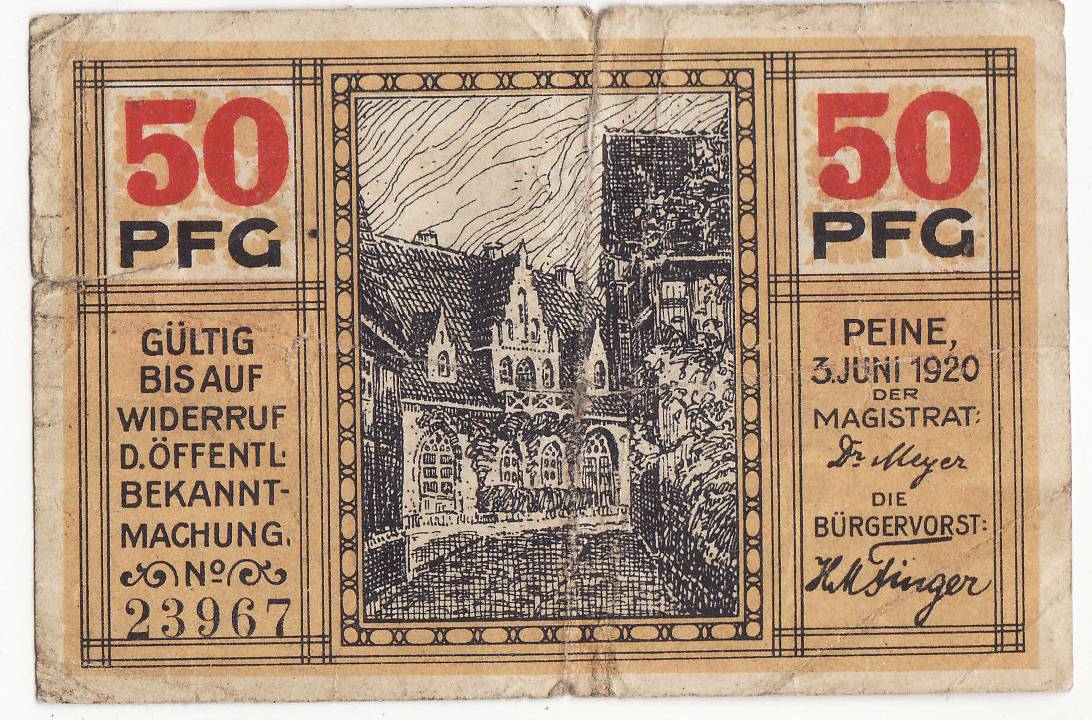 50
PFG
GÜLTIG
BIS AUF
WIDERRUF
D. ÖFFENTL.
BEKANNT-
MACHUNG.
No
23967
50
PFG
PEINE,
3. JUNI 1920
DER
MAGISTRAT:
Dr. Meyer
DIE
BÜRGERVORST:
H. M. Finger